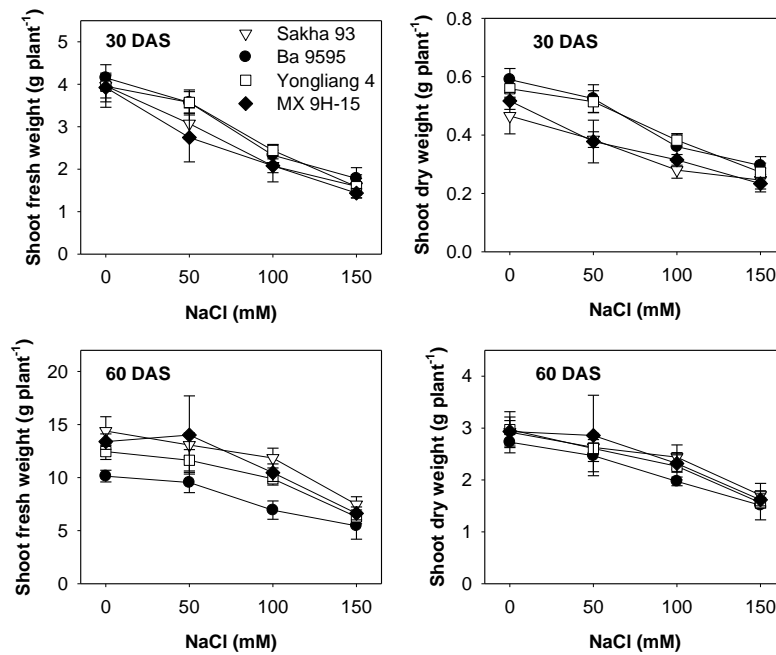 30 DAS
Sakha 93
Ba 9595
Yongliang 4
MX 9H-15
Shoot fresh weight (g plant⁻¹)
5
4
3
2
1
0
0 50 100 150
NaCl (mM)
30 DAS
Shoot dry weight (g plant⁻¹)
0.8
0.6
0.4
0.2
0.0
0 50 100 150
NaCl (mM)
60 DAS
Shoot fresh weight (g plant⁻¹)
20
15
10
5
0
0 50 100 150
NaCl (mM)
60 DAS
Shoot dry weight (g plant⁻¹)
4
3
2
1
0
0 50 100 150
NaCl (mM)